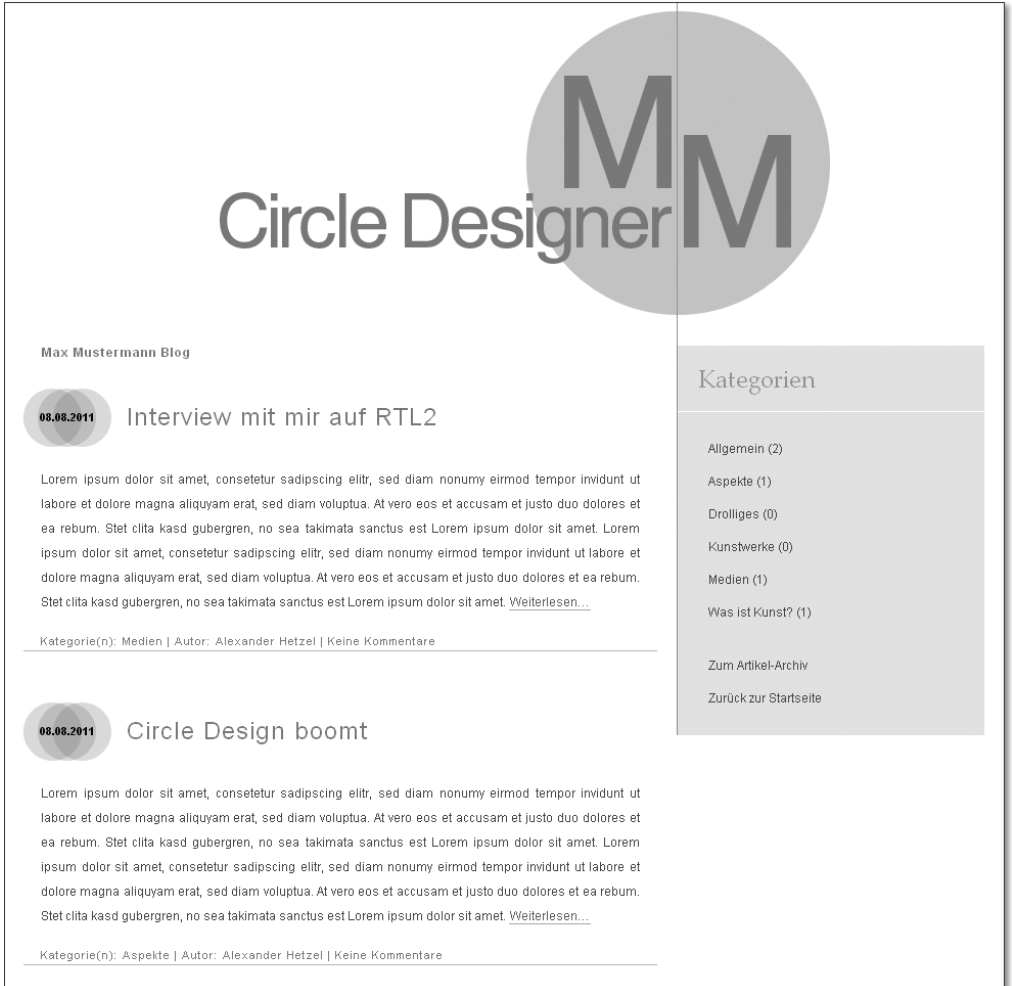 M
M
Circle Designer
Max Mustermann Blog
08.08.2011
Interview mit mir auf RTL2
Lorem ipsum dolor sit amet, consetetur sadipscing elitr, sed diam nonumy eirmod tempor invidunt ut
labore et dolore magna aliquyam erat, sed diam voluptua. At vero eos et accusam et justo duo dolores et
ea rebum. Stet clita kasd gubergren, no sea takimata sanctus est Lorem ipsum dolor sit amet. Lorem
ipsum dolor sit amet, consetetur sadipscing elitr, sed diam nonumy eirmod tempor invidunt ut labore et
dolore magna aliquyam erat, sed diam voluptua. At vero eos et accusam et justo duo dolores et ea rebum.
Stet clita kasd gubergren, no sea takimata sanctus est Lorem ipsum dolor sit amet. Weiterlesen...
Kategorie(n): Medien | Autor: Alexander Hetzel | Keine Kommentare
08.08.2011
Circle Design boomt
Lorem ipsum dolor sit amet, consetetur sadipscing elitr, sed diam nonumy eirmod tempor invidunt ut
labore et dolore magna aliquyam erat, sed diam voluptua. At vero eos et accusam et justo duo dolores et
ea rebum. Stet clita kasd gubergren, no sea takimata sanctus est Lorem ipsum dolor sit amet. Lorem
ipsum dolor sit amet, consetetur sadipscing elitr, sed diam nonumy eirmod tempor invidunt ut labore et
dolore magna aliquyam erat, sed diam voluptua. At vero eos et accusam et justo duo dolores et ea rebum.
Stet clita kasd gubergren, no sea takimata sanctus est Lorem ipsum dolor sit amet. Weiterlesen...
Kategorie(n): Aspekte | Autor: Alexander Hetzel | Keine Kommentare
Kategorien
Allgemein (2)
Aspekte (1)
Drolliges (0)
Kunstwerke (0)
Medien (1)
Was ist Kunst? (1)
Zum Artikel-Archiv
Zurück zur Startseite